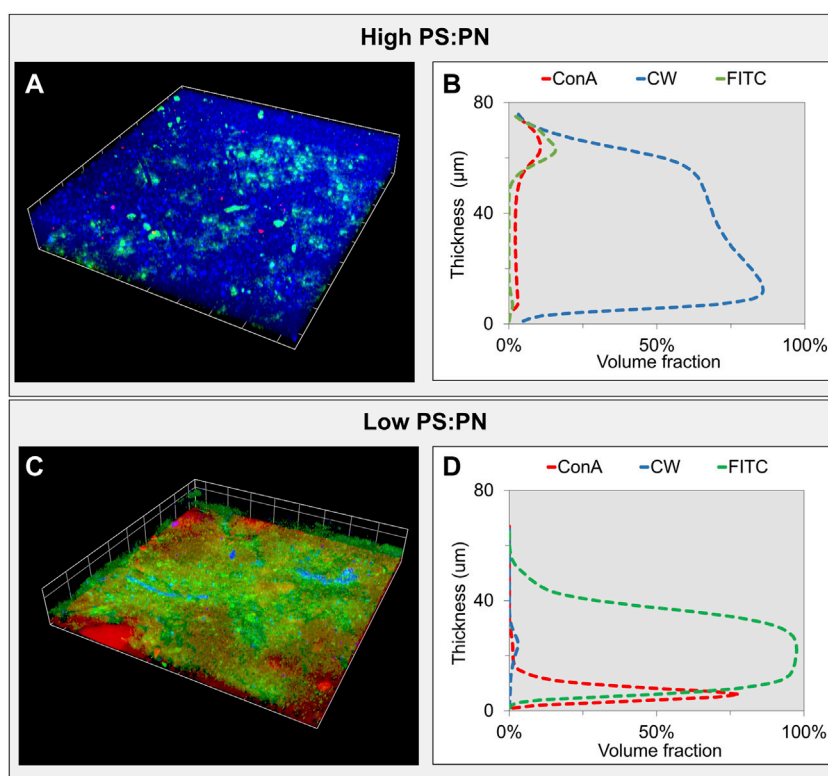 High PS:PN
A
B
ConA CW FITC
80
40
0
Thickness (µm)
0% 50% 100%
Volume fraction
Low PS:PN
C
D
ConA CW FITC
80
40
0
Thickness (um)
0% 50% 100%
Volume fraction